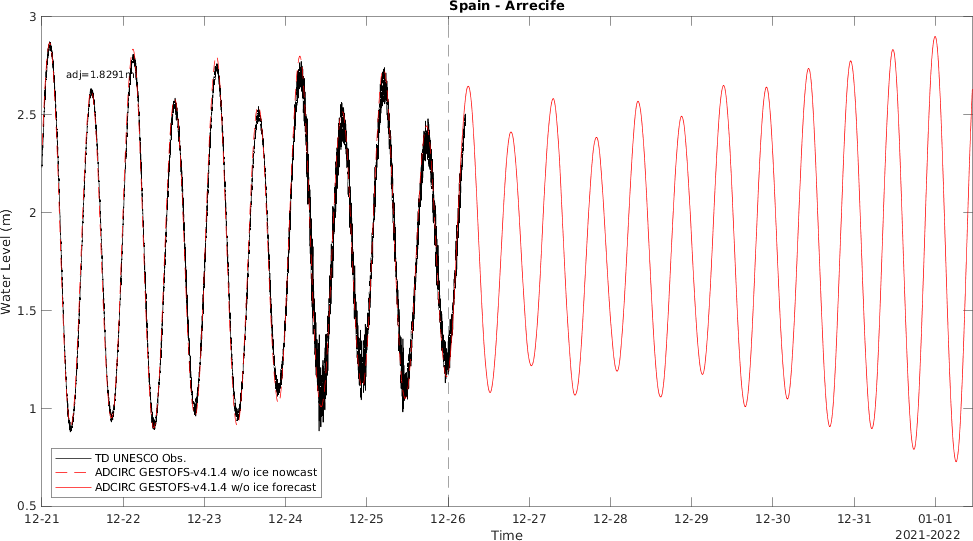 Spain - Arrecife
3
adj=1.8291m
2.5
2
Water Level (m)
1.5
1
TD UNESCO Obs.
ADCIRC GESTOFS-v4.1.4 w/o ice nowcast
ADCIRC GESTOFS-v4.1.4 w/o ice forecast
0.5
12-21 12-22 12-23 12-24 12-25 12-26 12-27 12-28 12-29 12-30 12-31 01-01
Time
2021-2022